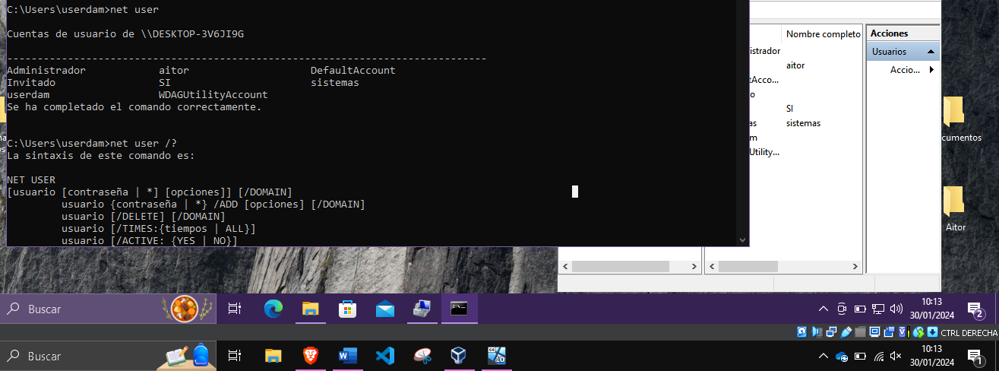 C:\Users\userdam>net user
Cuentas de usuario de \\DESKTOP-3V6JI9G
-------------------------------------------------------------------------------
Administrador aitor DefaultAccount
Invitado SI sistemas
userdam WDAGUtilityAccount
Se ha completado el comando correctamente.
C:\Users\userdam>net user /?
La sintaxis de este comando es:
NET USER
[usuario [contraseña | *] [opciones]] [/DOMAIN]
usuario {contraseña | *} /ADD [opciones] [/DOMAIN]
usuario [/DELETE] [/DOMAIN]
usuario [/TIMES:{tiempos | ALL}]
usuario [/ACTIVE: {YES | NO}]
Nombre completo
nistrador
aitor
tAcco...
o
SI
as sistemas
m
Utility...
Acciones
Usuarios
Accio...
cumentos
Aitor
Buscar
10:13
30/01/2024
2
CTRL DERECHA
Buscar
10:13
30/01/2024
1